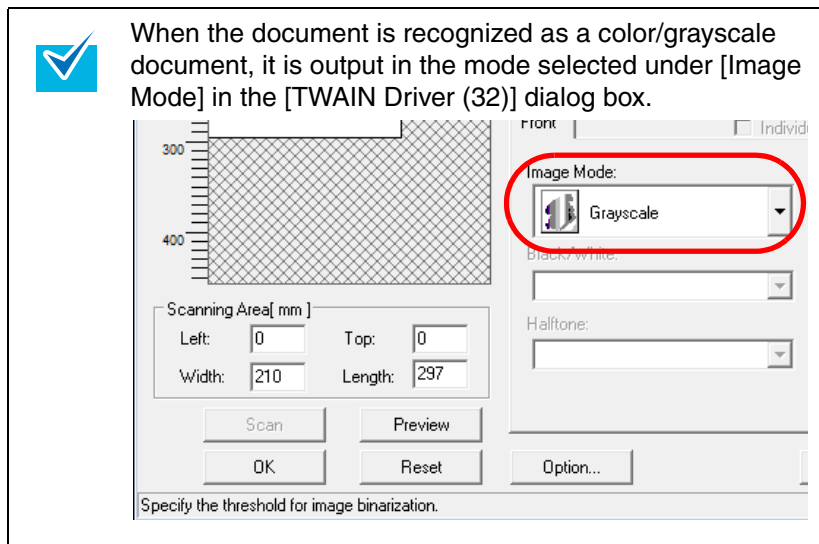 When the document is recognized as a color/grayscale
document, it is output in the mode selected under [Image
Mode] in the [TWAIN Driver (32)] dialog box.
Front
300
Image Mode:
Grayscale
400
Black/White:
Scanning Area[ mm ]
Left: 0 Top: 0
Halftone:
Width: 210 Length: 297
Scan Preview
OK Reset Option...
Specify the threshold for image binarization.